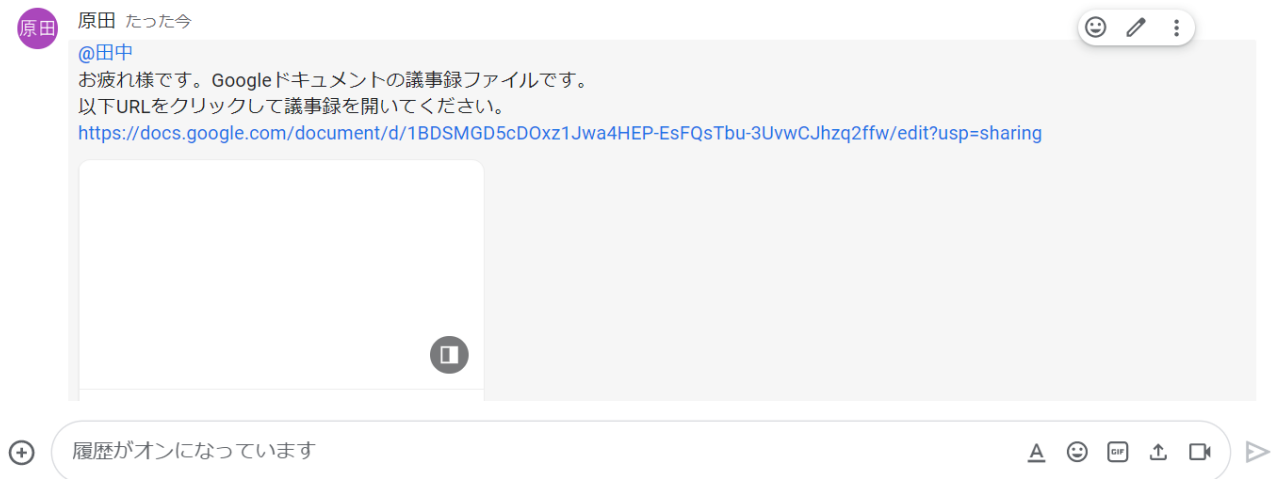 原田
原田 たった今
@田中
お疲れ様です。Googleドキュメントの議事録ファイルです。
以下URLをクリックして議事録を開いてください。
https://docs.google.com/document/d/1BDSMGD5cDOxz1Jwa4HEP-EsFQsTbu-3UvwCJhzq2ffw/edit?usp=sharing
履歴がオンになっています
A
GIF